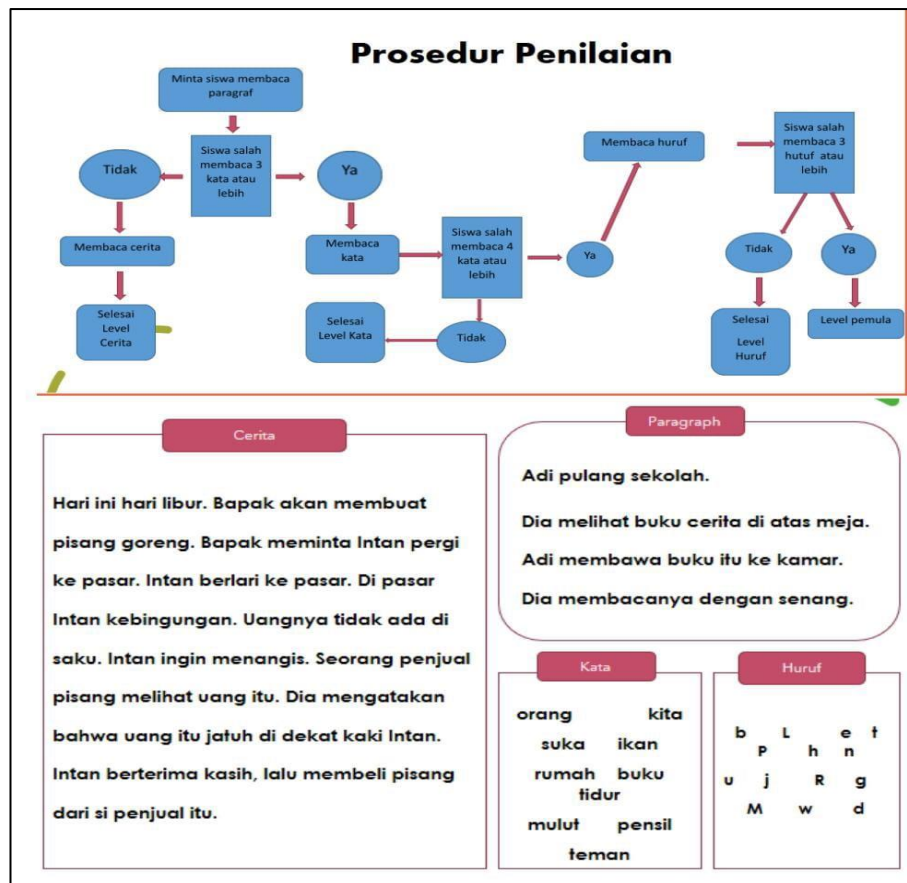 Prosedur Penilaian
Minta siswa membaca
paragraf
Siswa salah
membaca 3
kata atau
lebih
Tidak
Ya
Membaca cerita
Selesai
Level
Cerita
Membaca
kata
Siswa salah
membaca 4
kata atau
lebih
Ya
Tidak
Selesai
Level Kata
Membaca huruf
Siswa salah
membaca 3
hutuf atau
lebih
Tidak
Ya
Selesai
Level
Huruf
Level pemula
Cerita
Hari ini hari libur. Bapak akan membuat
pisang goreng. Bapak meminta Intan pergi
ke pasar. Intan berlari ke pasar. Di pasar
Intan kebingungan. Uangnya tidak ada di
saku. Intan ingin menangis. Seorang penjual
pisang melihat uang itu. Dia mengatakan
bahwa uang itu jatuh di dekat kaki Intan.
Intan berterima kasih, lalu membeli pisang
dari si penjual itu.
Paragraph
Adi pulang sekolah.
Dia melihat buku cerita di atas meja.
Adi membawa buku itu ke kamar.
Dia membacanya dengan senang.
Kata
orang kita
suka ikan
rumah buku
tidur
mulut pensil
teman
Huruf
b L e t
P h n
u j R g
M w d